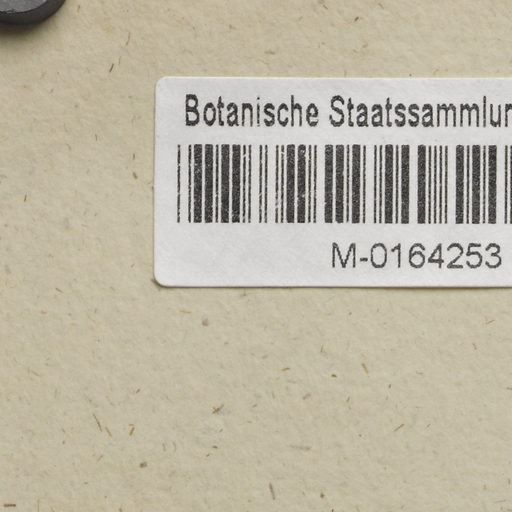 Botanische Staatssammlun
M-0164253